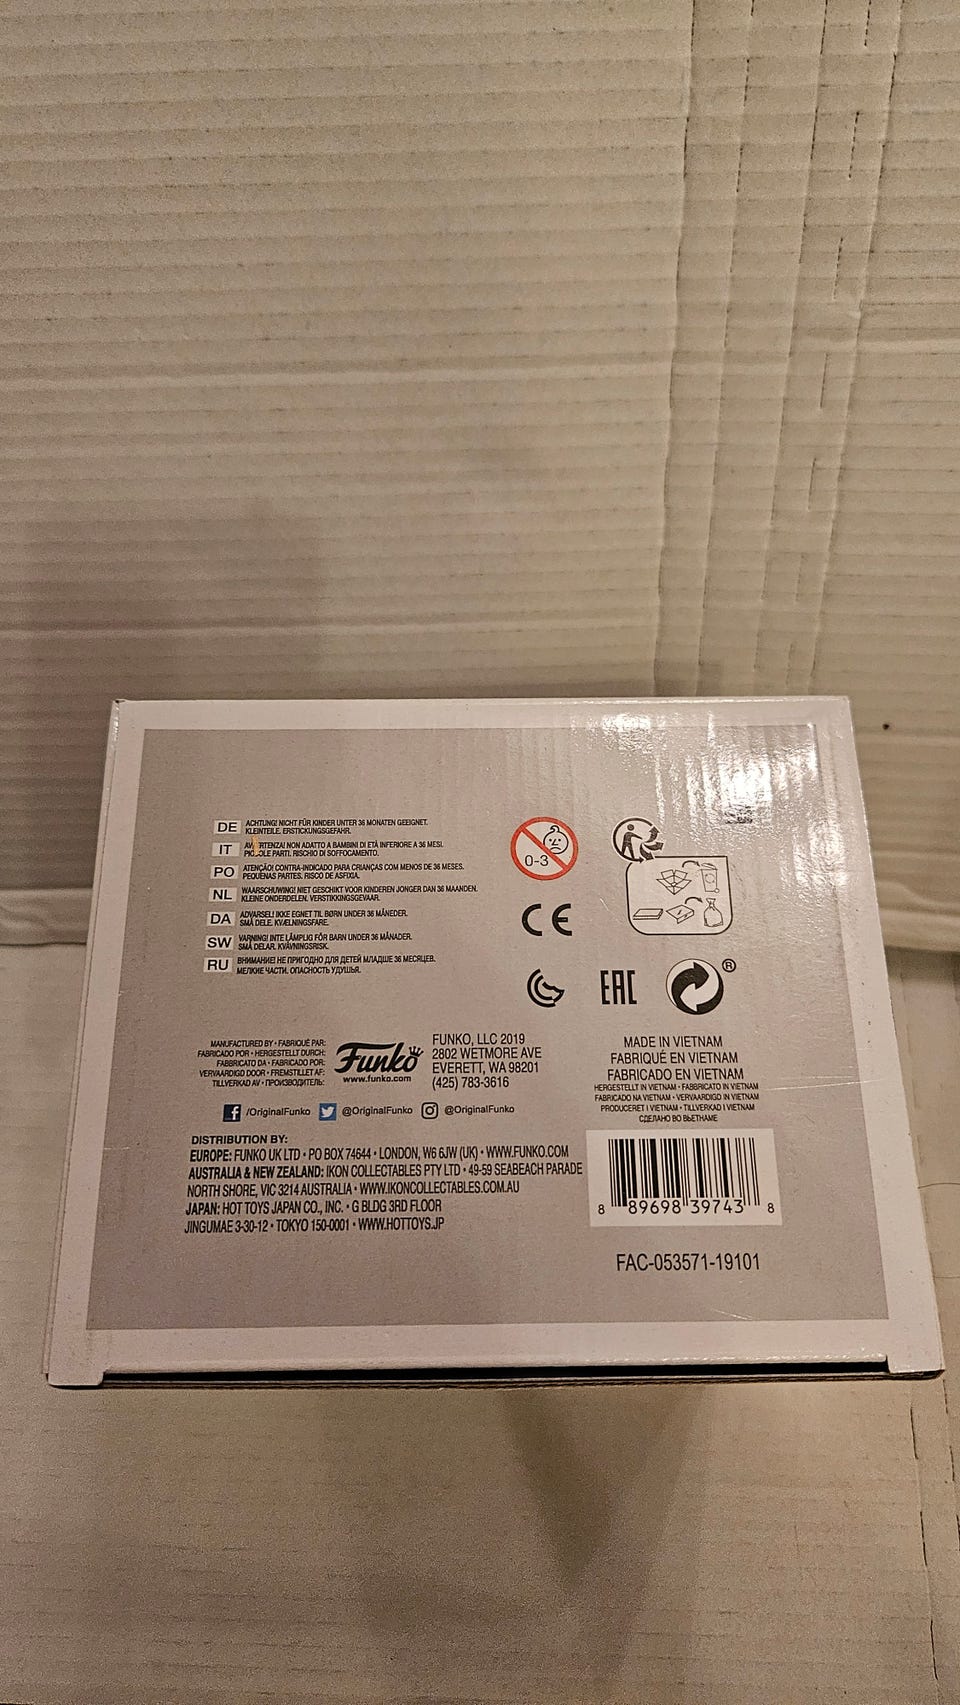 DE ACHTUNG! NICHT FÜR KINDER UNTER 36 MONATEN GEEIGNET.
KLEINTEILE. ERSTICKUNGSGEFAHR.
IT AVVERTENZA! NON ADATTO A BAMBINI DI ETÀ INFERIORE A 36 MESI.
PICCOLE PARTI. RISCHIO DI SOFFOCAMENTO.
PO ATENÇÃO! CONTRA-INDICADO PARA CRIANÇAS COM MENOS DE 36 MESES.
PEQUENAS PARTES. RISCO DE ASFIXIA.
NL WAARSCHUWING! NIET GESCHIKT VOOR KINDEREN JONGER DAN 36 MAANDEN.
KLEINE ONDERDELEN. VERSTIKKINGSGEVAAR.
DA ADVARSEL! IKKE EGNET TIL BØRN UNDER 36 MÅNEDER.
SMÅ DELE. KVÆLNINGSFARE.
SW VARNING! INTE LÄMPLIG FÖR BARN UNDER 36 MÅNADER.
SMÅ DELAR. KVÄVNINGSRISK.
RU ВНИМАНИЕ! НЕ ПРИГОДНО ДЛЯ ДЕТЕЙ МЛАДШЕ 36 МЕСЯЦЕВ.
МЕЛКИЕ ЧАСТИ. ОПАСНОСТЬ УДУШЬЯ.
0-3
CE
EAC
®
MANUFACTURED BY • FABRIQUÉ PAR:
FABRICADO POR • HERGESTELLT DURCH:
FABBRICATO DA • FABRICADO POR:
VERVAARDIGD DOOR • FREMSTILLET AF:
TILLVERKAD AV • ПРОИЗВОДИТЕЛЬ:
Funko
www.funko.com
FUNKO, LLC 2019
2802 WETMORE AVE
EVERETT, WA 98201
(425) 783-3616
/OriginalFunko @OriginalFunko @OriginalFunko
MADE IN VIETNAM
FABRIQUÉ EN VIETNAM
FABRICADO EN VIETNAM
HERGESTELLT IN VIETNAM • FABBRICATO IN VIETNAM
FABRICADO NA VIETNAM • VERVAARDIGD IN VIETNAM
PRODUCERET I VIETNAM • TILLVERKAD I VIETNAM
СДЕЛАНО ВО ВЬЕТНАМЕ
DISTRIBUTION BY:
EUROPE: FUNKO UK LTD • PO BOX 74644 • LONDON, W6 6JW (UK) • WWW.FUNKO.COM
AUSTRALIA & NEW ZEALAND: IKON COLLECTABLES PTY LTD • 49-59 SEABEACH PARADE
NORTH SHORE, VIC 3214 AUSTRALIA • WWW.IKONCOLLECTABLES.COM.AU
JAPAN: HOT TOYS JAPAN CO., INC. • G BLDG 3RD FLOOR
JINGUMAE 3-30-12 • TOKYO 150-0001 • WWW.HOTTOYS.JP
8 89698 39743 8
FAC-053571-19101